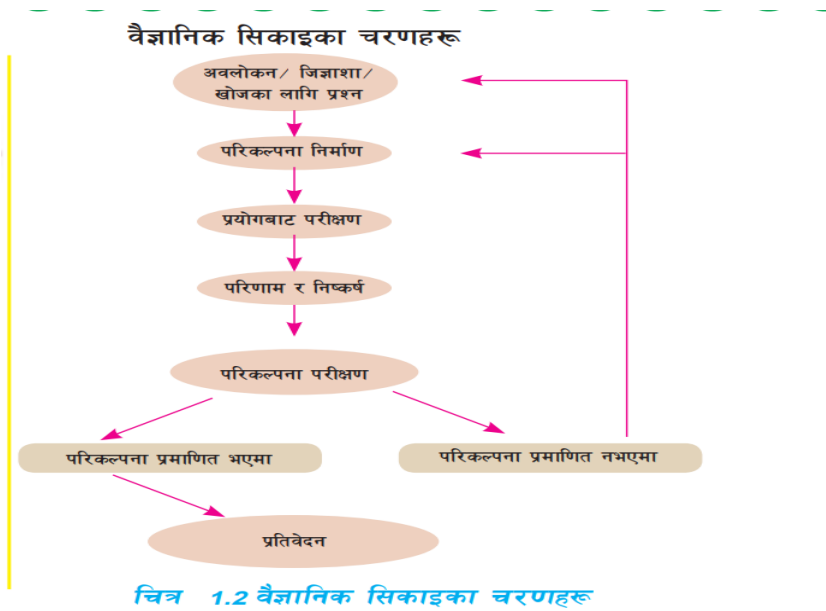 वैज्ञानिक सिकाइका चरणहरू
अवलोकन/ जिज्ञाशा/
खोजका लागि प्रश्न
परिकल्पना निर्माण
प्रयोगबाट परीक्षण
परिणाम र निष्कर्ष
परिकल्पना परीक्षण
परिकल्पना प्रमाणित भएमा
परिकल्पना प्रमाणित नभएमा
प्रतिवेदन
चित्र 1.2 वैज्ञानिक सिकाइका चरणहरू